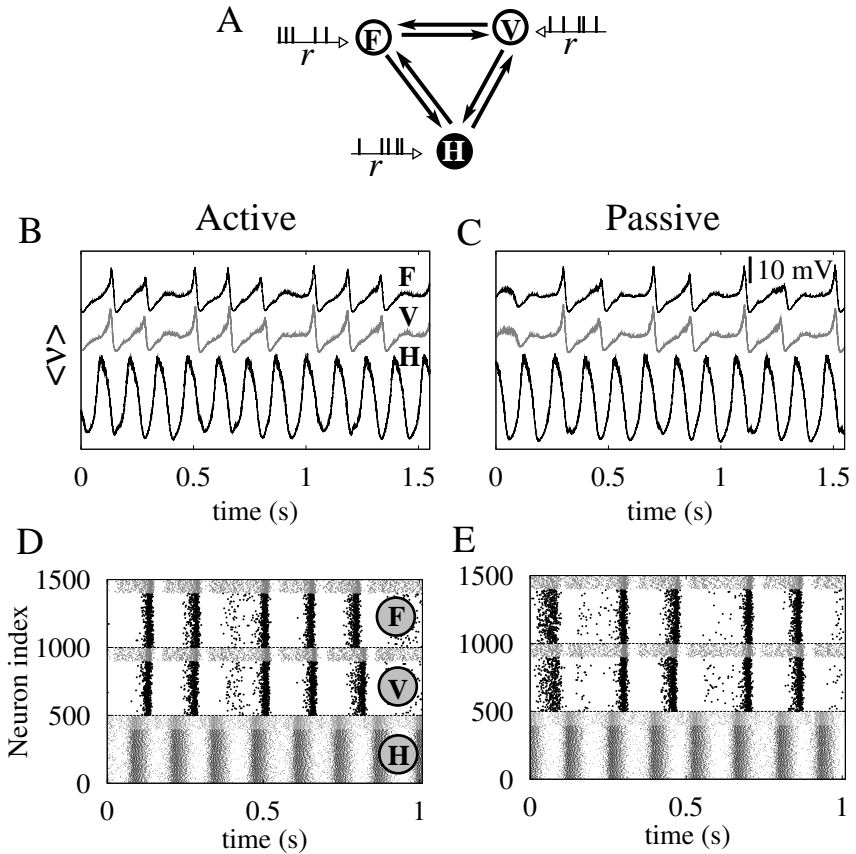 A
F
V
r
r
H
r
Active
Passive
B
C
F
V
H
10 mV
<v>
0
0.5
1
1.5
0
0.5
1
1.5
time (s)
time (s)
D
E
1500
1000
500
0
Neuron index
F
V
H
1500
1000
500
0
0
0.5
1
0
0.5
1
time (s)
time (s)